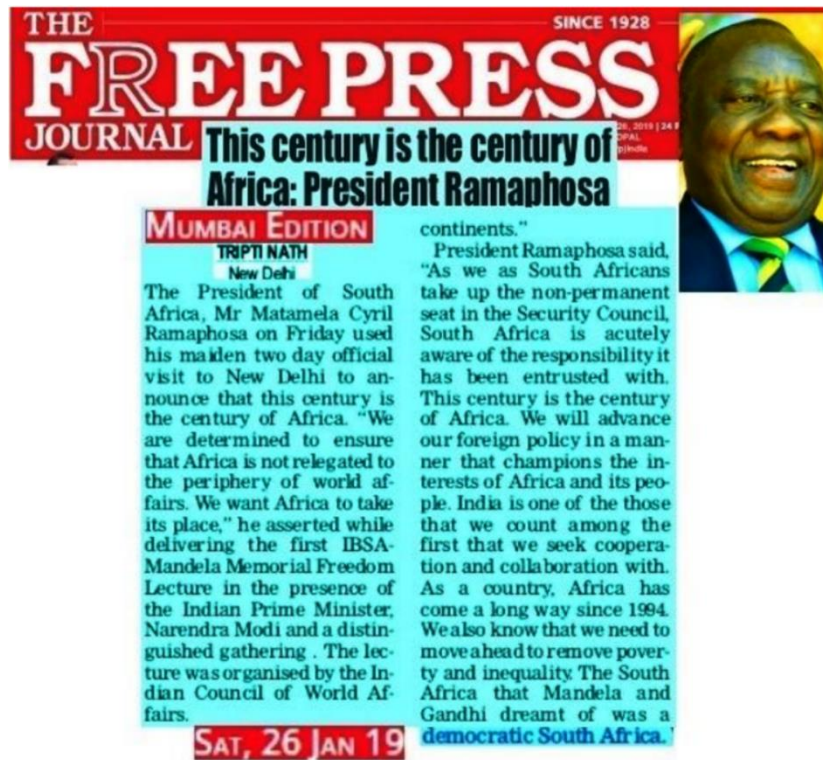 THE
SINCE 1928
FREE PRESS
JOURNAL
26, 2019 | 24
OPAL
This century is the century of
Africa: President Ramaphosa
MUMBAI EDITION
TRIPTI NATH
New Delhi
The President of South
Africa, Mr Matamela Cyril
Ramaphosa on Friday used
his maiden two day official
visit to New Delhi to an-
nounce that this century is
the century of Africa. “We
are determined to ensure
that Africa is not relegated to
the periphery of world af-
fairs. We want Africa to take
its place,” he asserted while
delivering the first IBSA-
Mandela Memorial Freedom
Lecture in the presence of
the Indian Prime Minister,
Narendra Modi and a distin-
guished gathering . The lec-
ture was organised by the In-
dian Council of World Af-
fairs.
SAT, 26 JAN 19
continents."
President Ramaphosa said,
“As we as South Africans
take up the non-permanent
seat in the Security Council,
South Africa is acutely
aware of the responsibility it
has been entrusted with.
This century is the century
of Africa. We will advance
our foreign policy in a man-
ner that champions the in-
terests of Africa and its peo-
ple. India is one of the those
that we count among the
first that we seek coopera-
tion and collaboration with.
As a country, Africa has
come a long way since 1994.
We also know that we need to
move ahead to remove pover-
ty and inequality. The South
Africa that Mandela and
Gandhi dreamt of was a
democratic South Africa.'